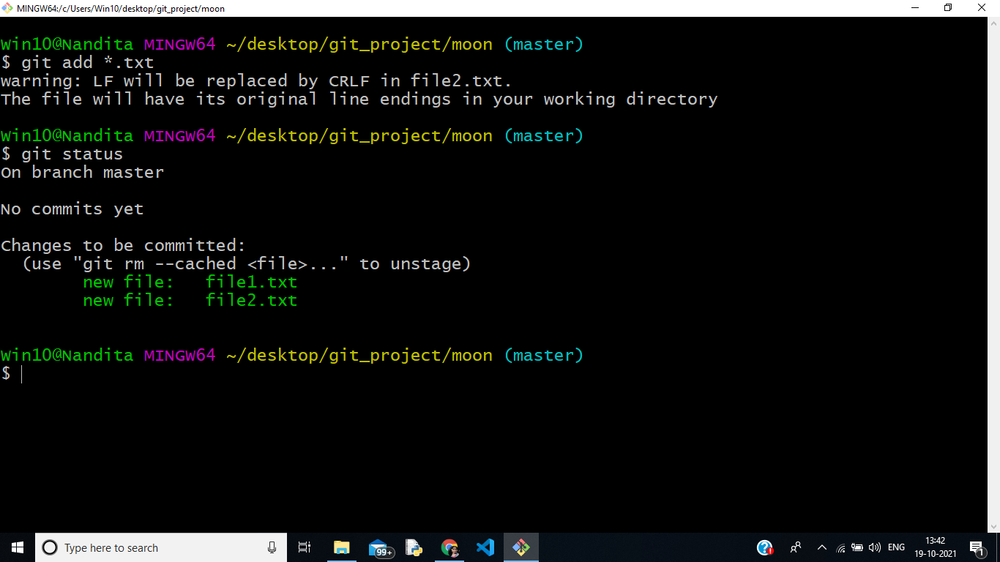 MINGW64:/c/Users/Win10/desktop/git_project/moon
Win10@Nandita MINGW64 ~/desktop/git_project/moon (master)
$ git add *.txt
warning: LF will be replaced by CRLF in file2.txt.
The file will have its original line endings in your working directory
Win10@Nandita MINGW64 ~/desktop/git_project/moon (master)
$ git status
On branch master
No commits yet
Changes to be committed:
  (use "git rm --cached <file>..." to unstage)
        new file:   file1.txt
        new file:   file2.txt
Win10@Nandita MINGW64 ~/desktop/git_project/moon (master)
$
Type here to search
99+
ENG
13:42
19-10-2021
1